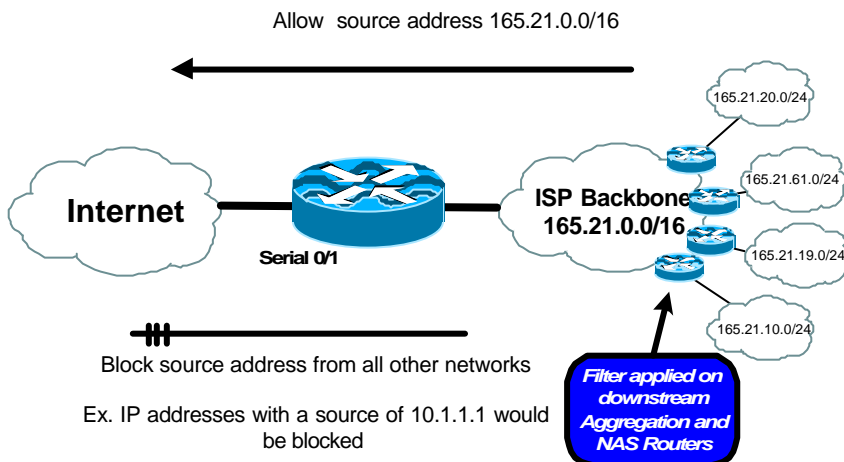 Allow source address 165.21.0.0/16
165.21.20.0/24
Internet
ISP Backbone
165.21.0.0/16
165.21.61.0/24
165.21.19.0/24
Serial 0/1
165.21.10.0/24
Block source address from all other networks
Ex. IP addresses with a source of 10.1.1.1 would
be blocked
Filter applied on
downstream
Aggregation and
NAS Routers